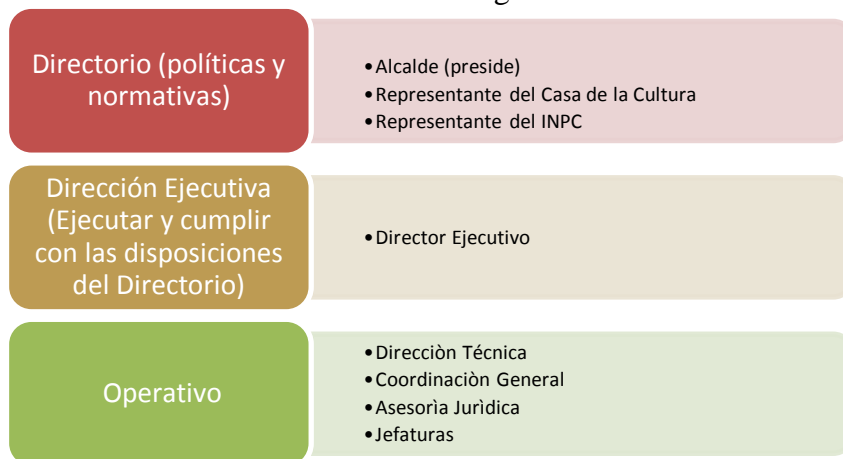 Directorio (políticas y
normativas)
•Alcalde (preside)
•Representante del Casa de la Cultura
•Representante del INPC
Dirección Ejecutiva
(Ejecutar y cumplir
con las disposiciones
del Directorio)
•Director Ejecutivo
Operativo
•Direcciòn Técnica
•Coordinaciòn General
•Asesorìa Jurìdica
•Jefaturas